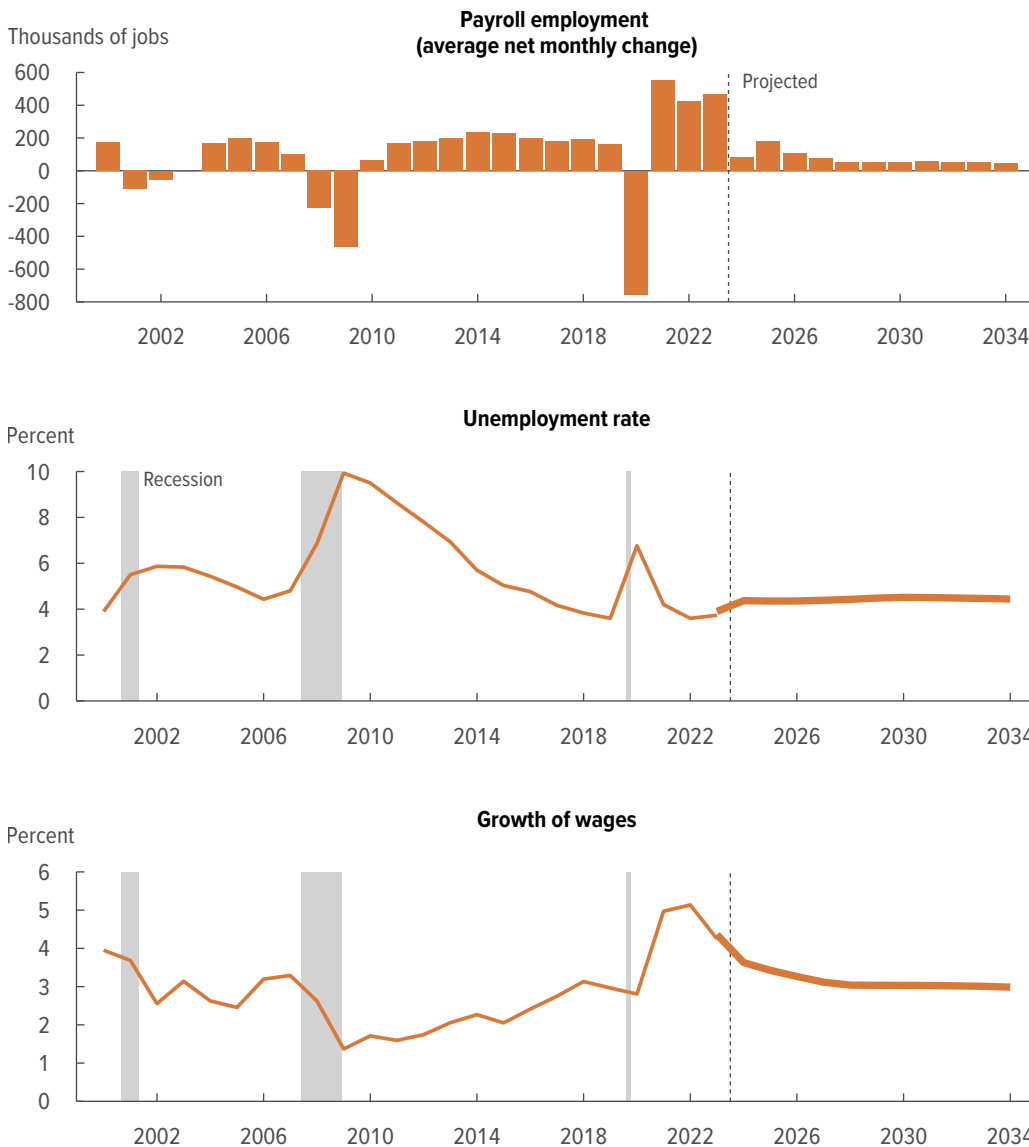 Payroll employment
(average net monthly change)
Thousands of jobs
600
400
200
0
-200
-400
-600
-800
Projected
2002 2006 2010 2014 2018 2022 2026 2030 2034
Unemployment rate
Percent
10
8
6
4
2
0
Recession
2002 2006 2010 2014 2018 2022 2026 2030 2034
Growth of wages
Percent
6
5
4
3
2
1
0
2002 2006 2010 2014 2018 2022 2026 2030 2034